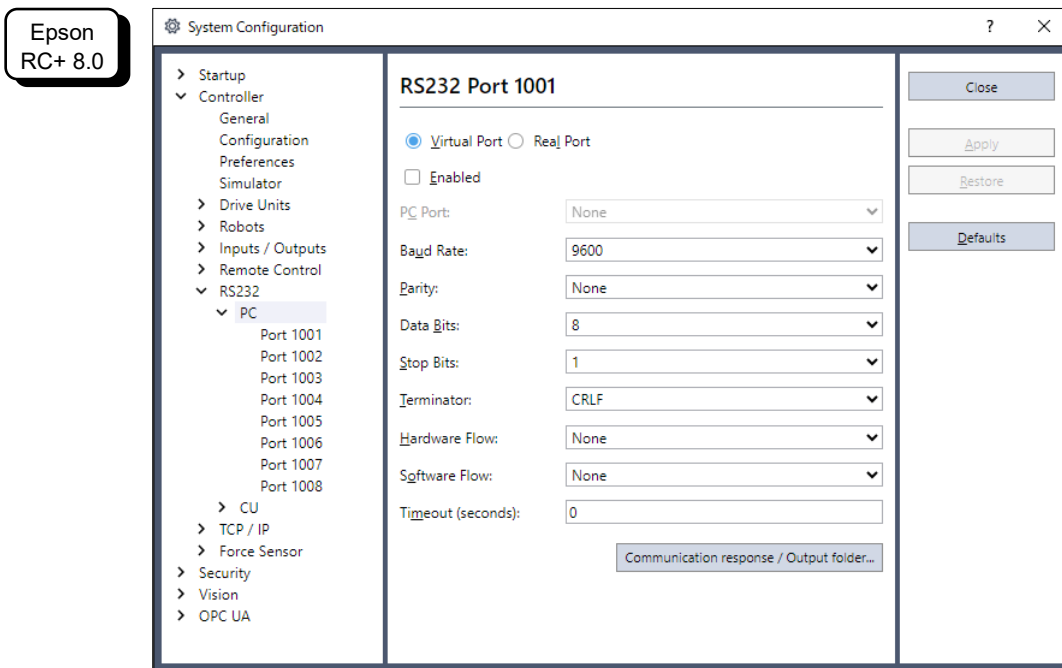 Epson
RC+ 8.0
System Configuration
?
Startup
Controller
General
Configuration
Preferences
Simulator
Drive Units
Robots
Inputs / Outputs
Remote Control
RS232
PC
Port 1001
Port 1002
Port 1003
Port 1004
Port 1005
Port 1006
Port 1007
Port 1008
CU
TCP / IP
Force Sensor
Security
Vision
OPC UA
RS232 Port 1001
Virtual Port Real Port
Enabled
PC Port: None
Baud Rate: 9600
Parity: None
Data Bits: 8
Stop Bits: 1
Terminator: CRLF
Hardware Flow: None
Software Flow: None
Timeout (seconds): 0
Communication response / Output folder...
Close
Apply
Restore
Defaults